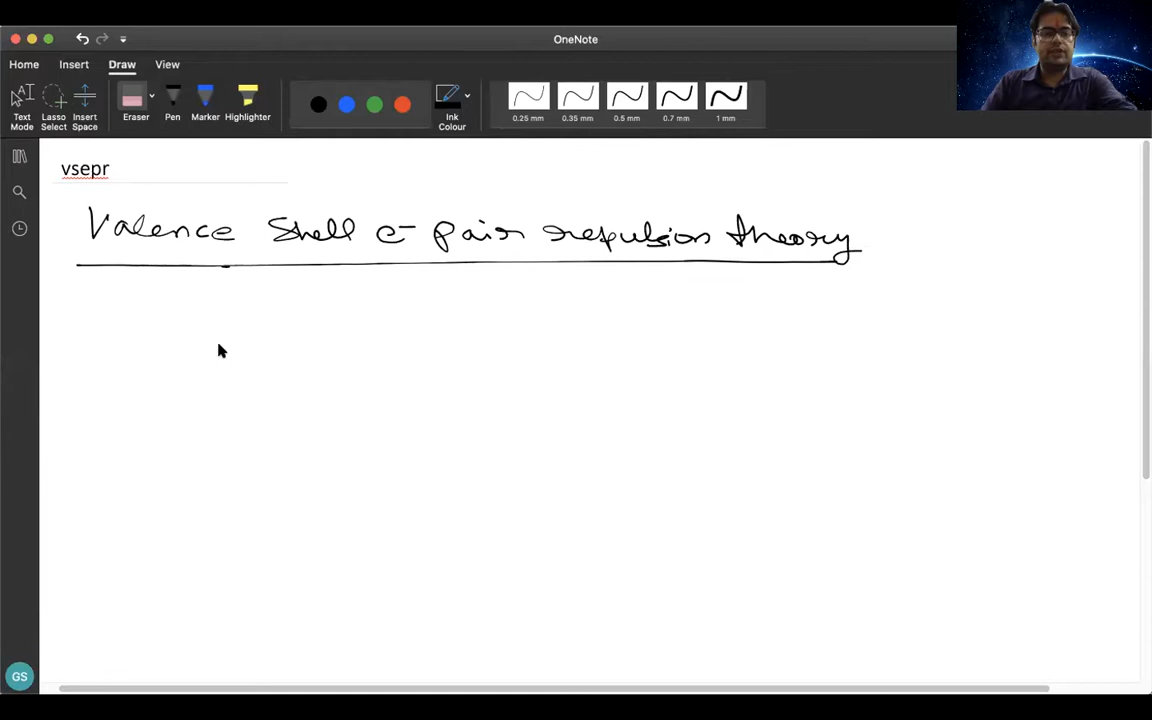 OneNote
Home Insert Draw View
Text Mode Lasso Select Insert Space Eraser Pen Marker Highlighter Ink Colour 0.25 mm 0.35 mm 0.5 mm 0.7 mm 1 mm
vsepr
Valence Shell e- pair repulsion theory
GS